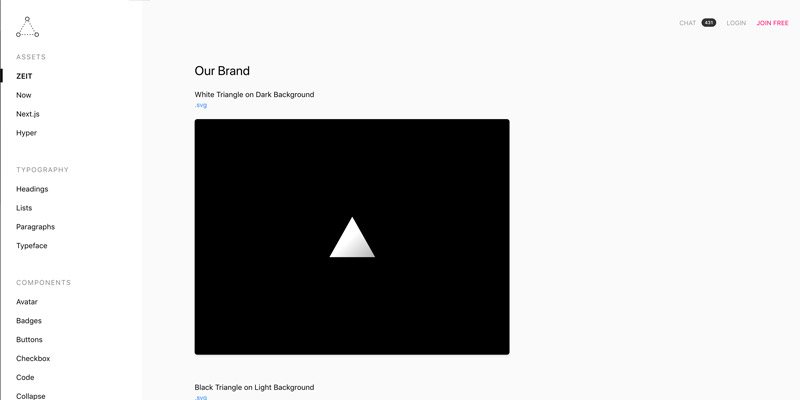 CHAT 431 LOGIN JOIN FREE
ASSETS
ZEIT
Now
Next.js
Hyper
TYPOGRAPHY
Headings
Lists
Paragraphs
Typeface
COMPONENTS
Avatar
Badges
Buttons
Checkbox
Code
Collapse
Our Brand
White Triangle on Dark Background
.svg
Black Triangle on Light Background
.svg